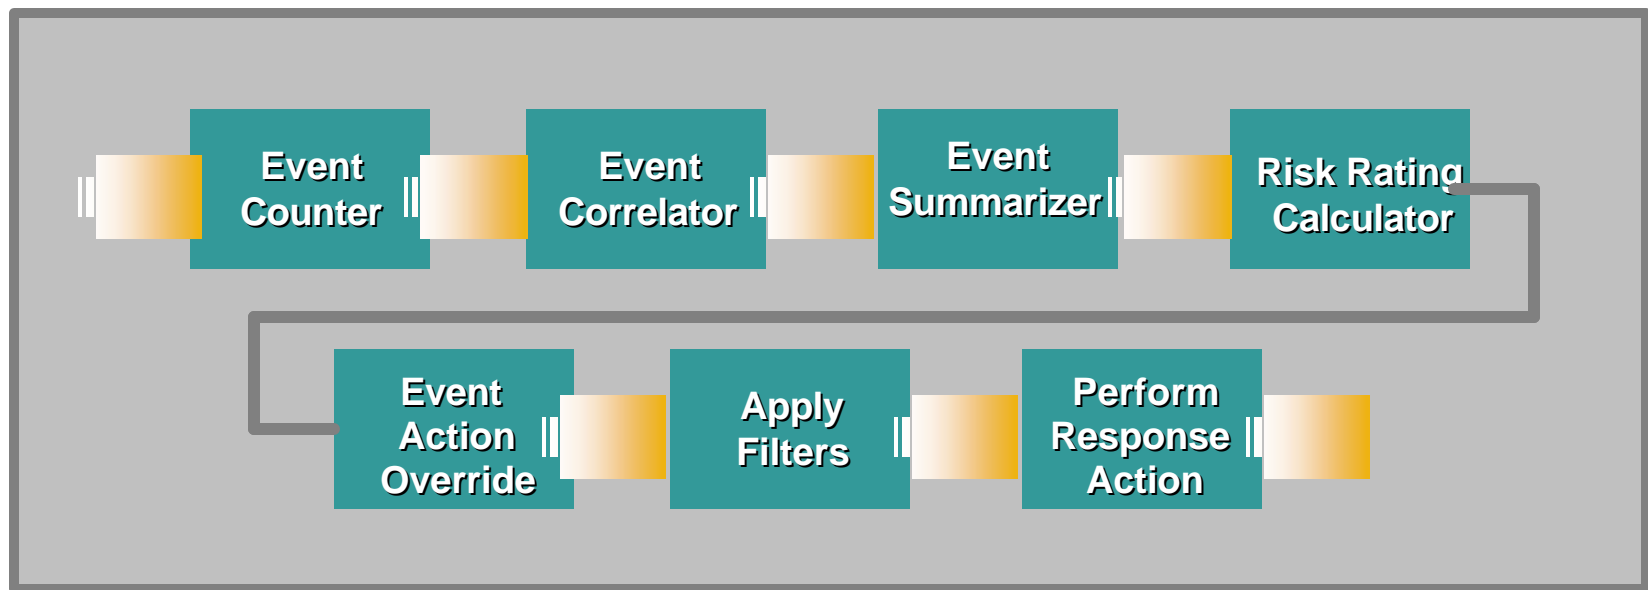 Event
Counter
Event
Correlator
Event
Summarizer
Risk Rating
Calculator
Event
Action
Override
Apply
Filters
Perform
Response
Action